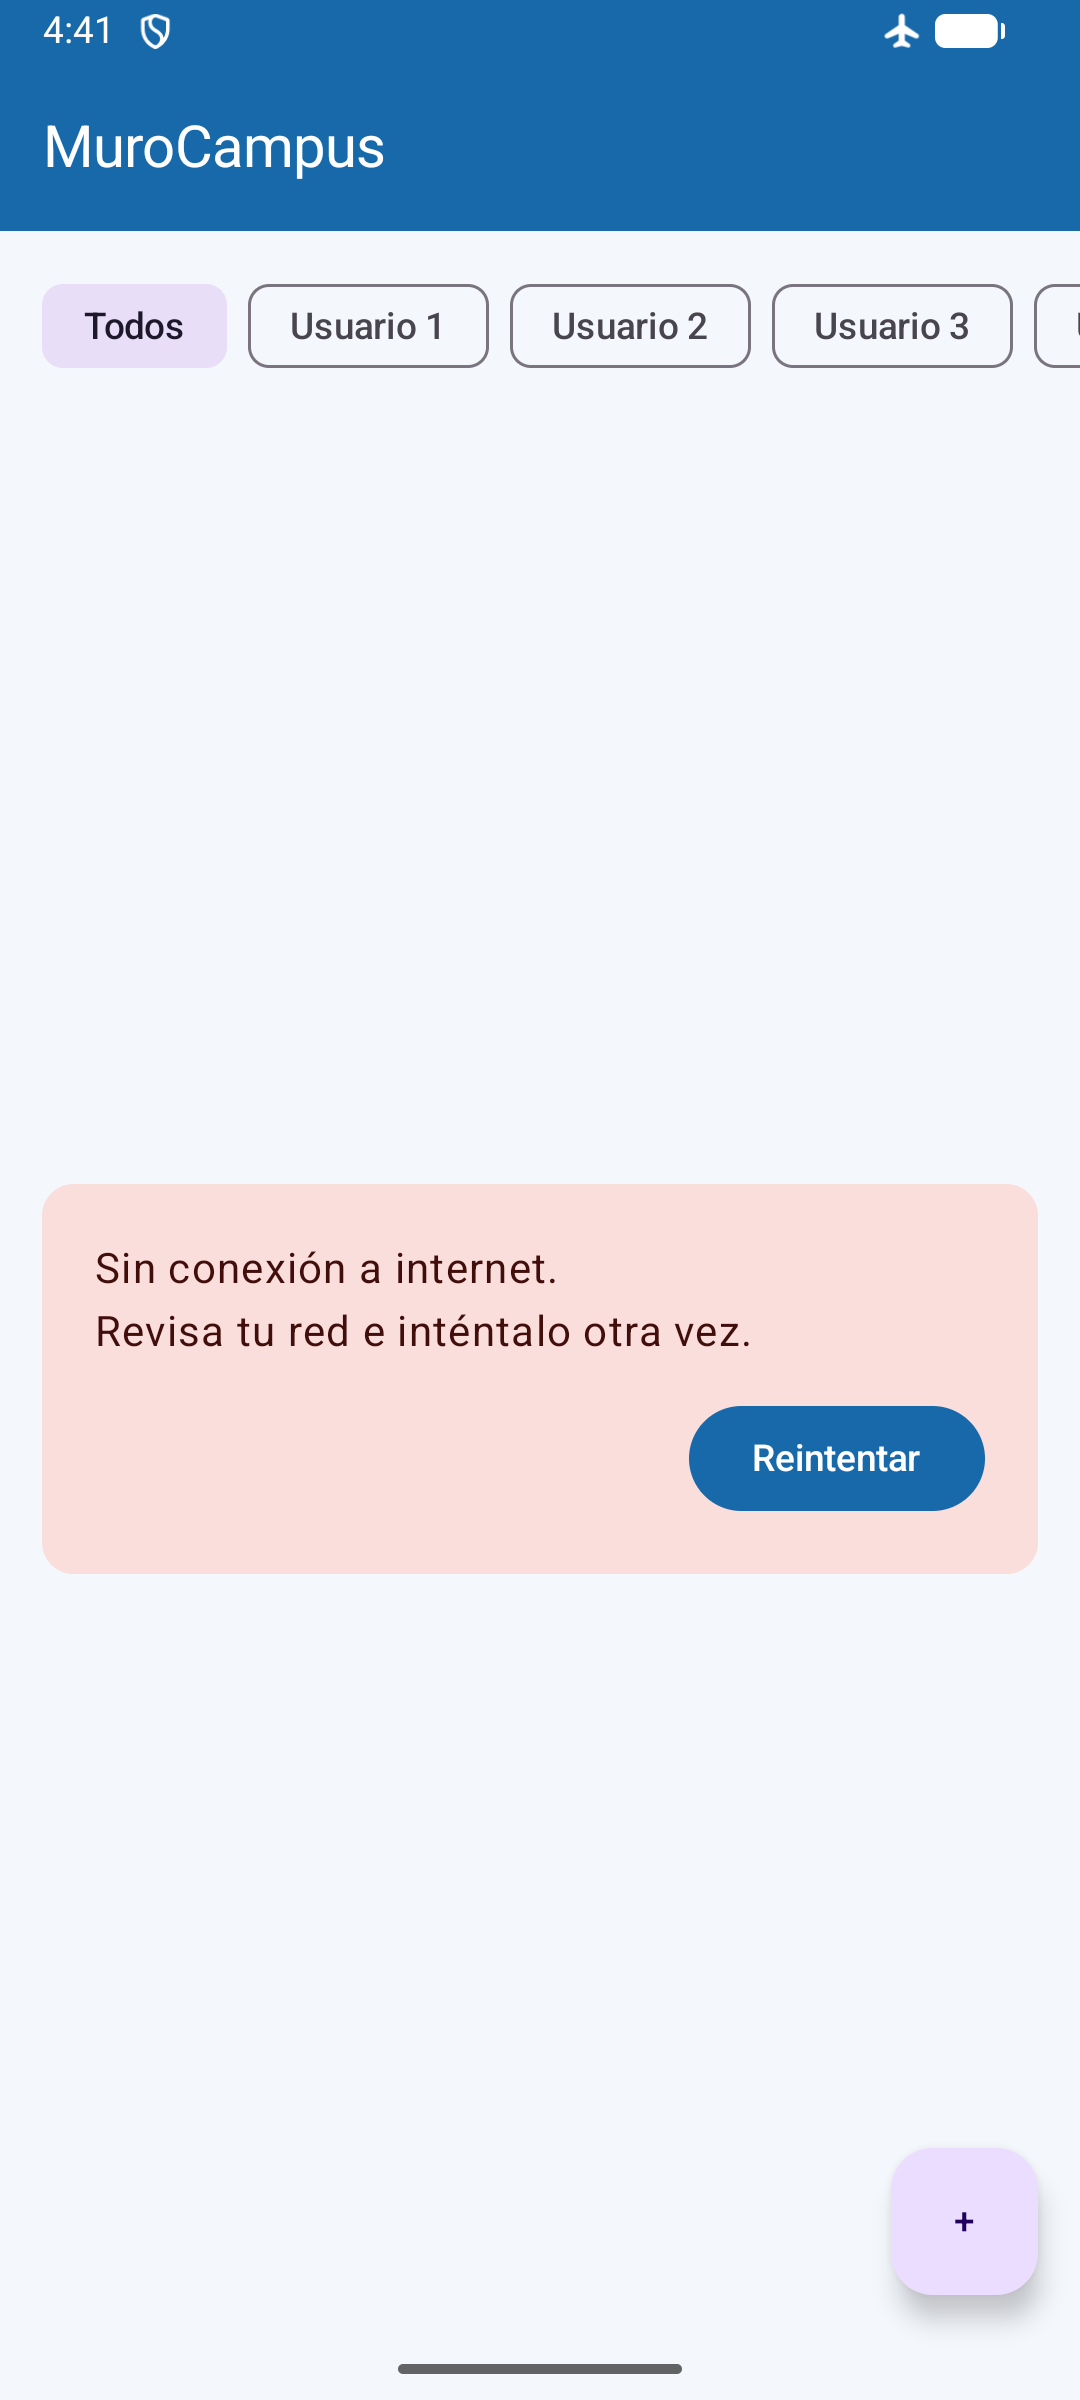 4:41
MuroCampus
Todos
Usuario 1
Usuario 2
Usuario 3
Sin conexión a internet.
Revisa tu red e inténtalo otra vez.
Reintentar
+